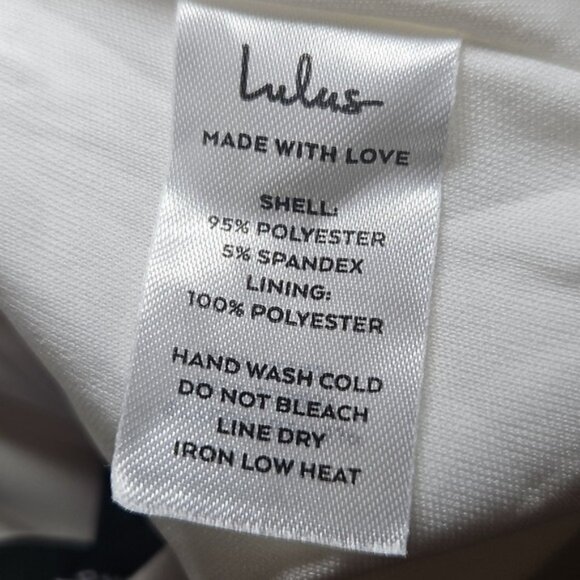 Lulus
MADE WITH LOVE
SHELL:
95% POLYESTER
5% SPANDEX
LINING:
100% POLYESTER
HAND WASH COLD
DO NOT BLEACH
LINE DRY
IRON LOW HEAT